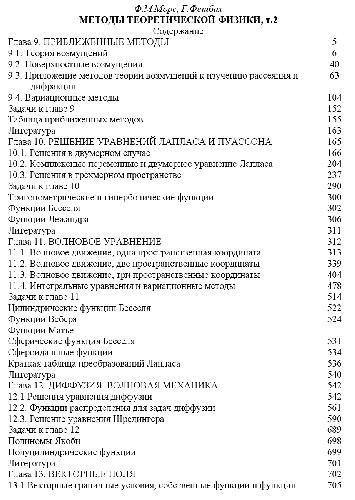 Ф.М.Морс, Г.Фешбах
МЕТОДЫ ТЕОРЕТИЧЕСКОЙ ФИЗИКИ, т.2
Содержание
Глава 9. ПРИБЛИЖЕННЫЕ МЕТОДЫ 5
9.1. Теория возмущений 6
9.2. Поверхностные возмущения 40
9.3. Приложение методов теории возмущений к изучению рассеяния и 63
дифракции
9.4. Вариационные методы 104
Задачи к главе 9 152
Таблица приближенных методов 155
Литература 163
Глава 10. РЕШЕНИЕ УРАВНЕНИЙ ЛАПЛАСА И ПУАССОНА 165
10.1. Решения в двумерном случае 166
10.2. Комплексные переменные и двумерное уравнение Лапласа 204
10.3. Решения в трехмерном пространстве 237
Задачи к главе 10 290
Тригонометрические и гиперболические функции 300
Функции Бесселя 302
Функции Лежандра 306
Литература 311
Глава 11. ВОЛНОВОЕ УРАВНЕНИЕ 312
11.1. Волновое движение, одна пространственная координата 313
11.2. Волновое движение, две пространственные координаты 339
11.3. Волновое движение, три пространственные координаты 404
11.4. Интегральные уравнения и вариационные методы 478
Задачи к главе 11 514
Цилиндрические функции Бесселя 522
Функции Вебера 524
Функции Матье
Сферические функции Бесселя 531
Сфероидальные функции 534
Краткая таблица преобразований Лапласа 536
Литература 540
Глава 12. ДИФФУЗИЯ. ВОЛНОВАЯ МЕХАНИКА 542
12.1 Решения уравнения диффузии 542
12.2. Функции распределения для задач диффузии 561
12.3. Решение уравнения Шредингера 590
Задачи к главе 12 689
Полиномы Якоби 698
Полуцилиндрические функции 699
Литература 701
Глава 13. ВЕКТОРНЫЕ ПОЛЯ 702
13.1 Векторные граничные условия, собственные функции и функции 705